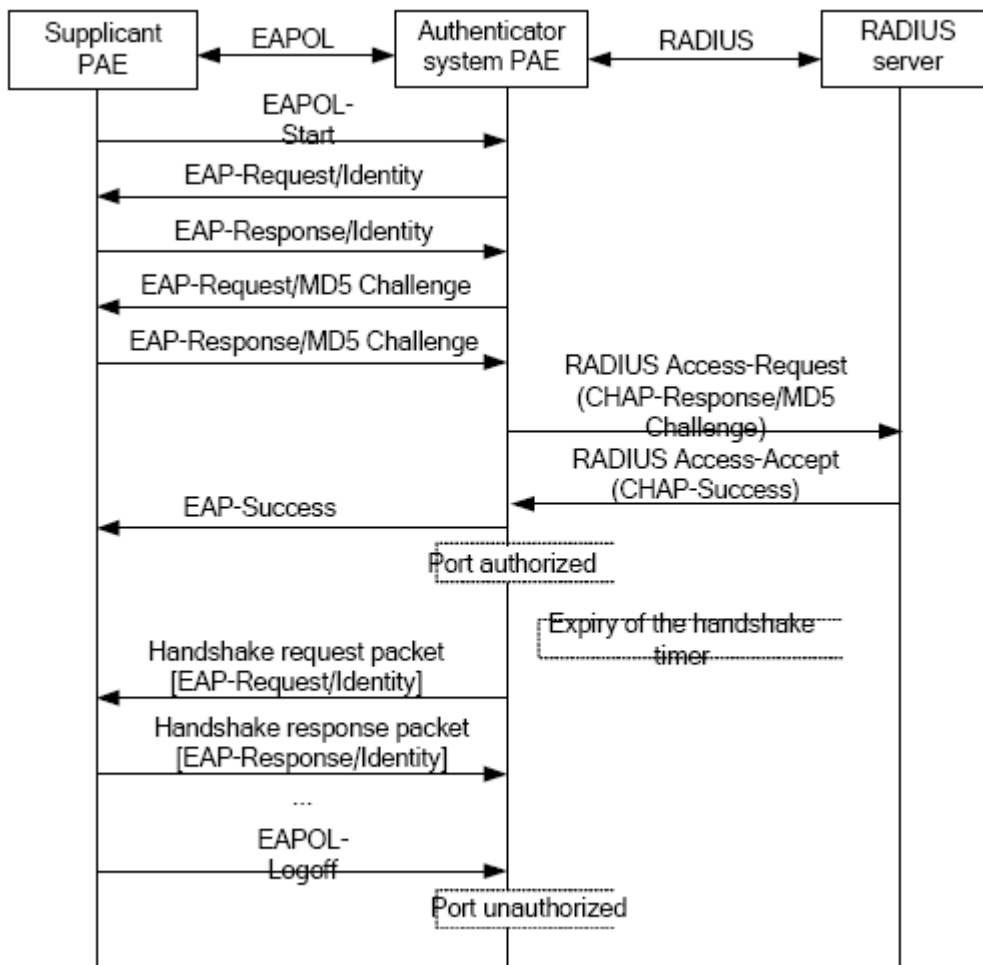 Supplicant
PAE
EAPOL
Authenticator
system PAE
RADIUS
RADIUS
server
EAPOL-
Start
EAP-Request/Identity
EAP-Response/Identity
EAP-Request/MD5 Challenge
EAP-Response/MD5 Challenge
RADIUS Access-Request
(CHAP-Response/MD5
Challenge)
RADIUS Access-Accept
(CHAP-Success)
EAP-Success
Port authorized
Expiry of the handshake
timer
Handshake request packet
[EAP-Request/Identity]
Handshake response packet
[EAP-Response/Identity]
...
EAPOL-
Logoff
Port unauthorized